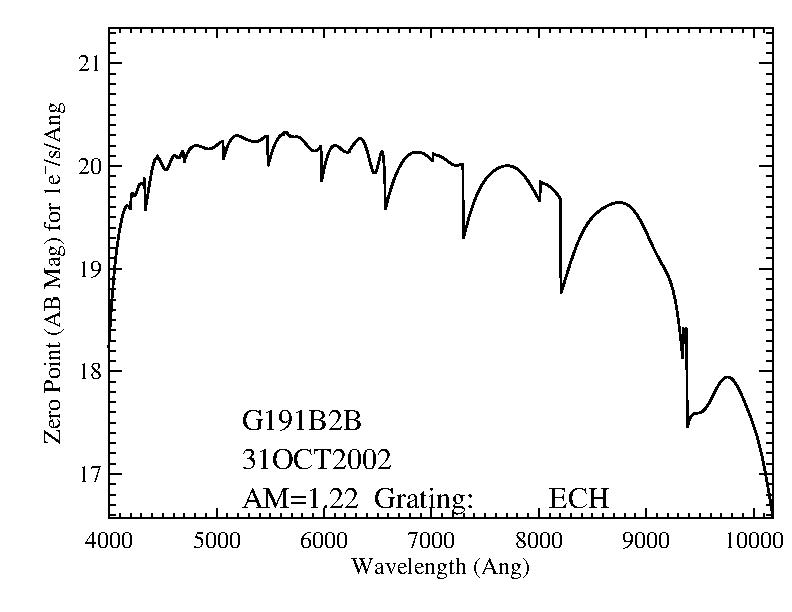 21
20
19
18
17
Zero Point (AB Mag) for 1e⁻/s/Ang
G191B2B
31OCT2002
AM=1.22 Grating: ECH
4000 5000 6000 7000 8000 9000 10000
Wavelength (Ang)